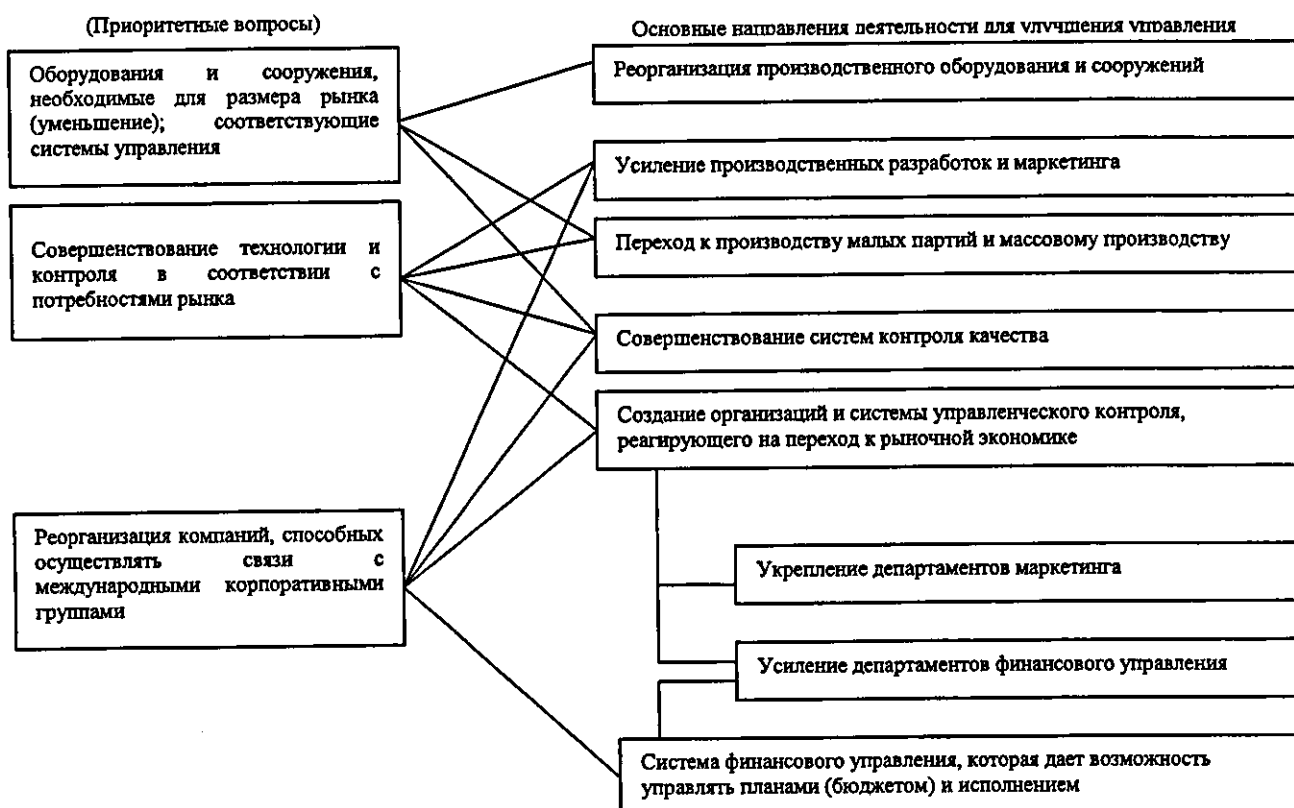 (Приоритетные вопросы)
Оборудования и сооружения,
необходимые для размера рынка
(уменьшение); соответствующие
системы управления
Совершенствование технологии и
контроля в соответствии с
потребностями рынка
Реорганизация компаний, способных
осуществлять связи с
международными корпоративными
группами
Основные направления деятельности для улучшения управления
Реорганизация производственного оборудования и сооружений
Усиление производственных разработок и маркетинга
Переход к производству малых партий и массовому производству
Совершенствование систем контроля качества
Создание организаций и системы управленческого контроля,
реагирующего на переход к рыночной экономике
Укрепление департаментов маркетинга
Усиление департаментов финансового управления
Система финансового управления, которая дает возможность
управлять планами (бюджетом) и исполнением